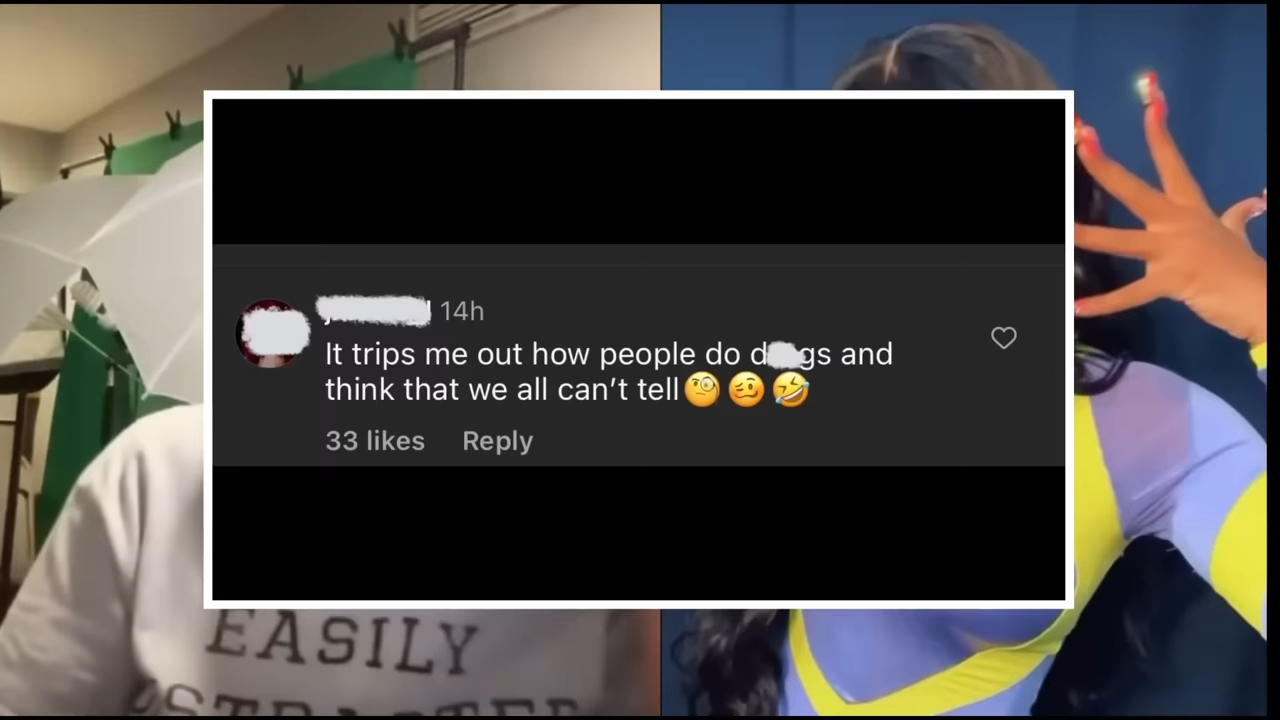 14h
It trips me out how people do d gs and
think that we all can’t tell🧐 🥴 🤣
33 likes Reply
EASILY